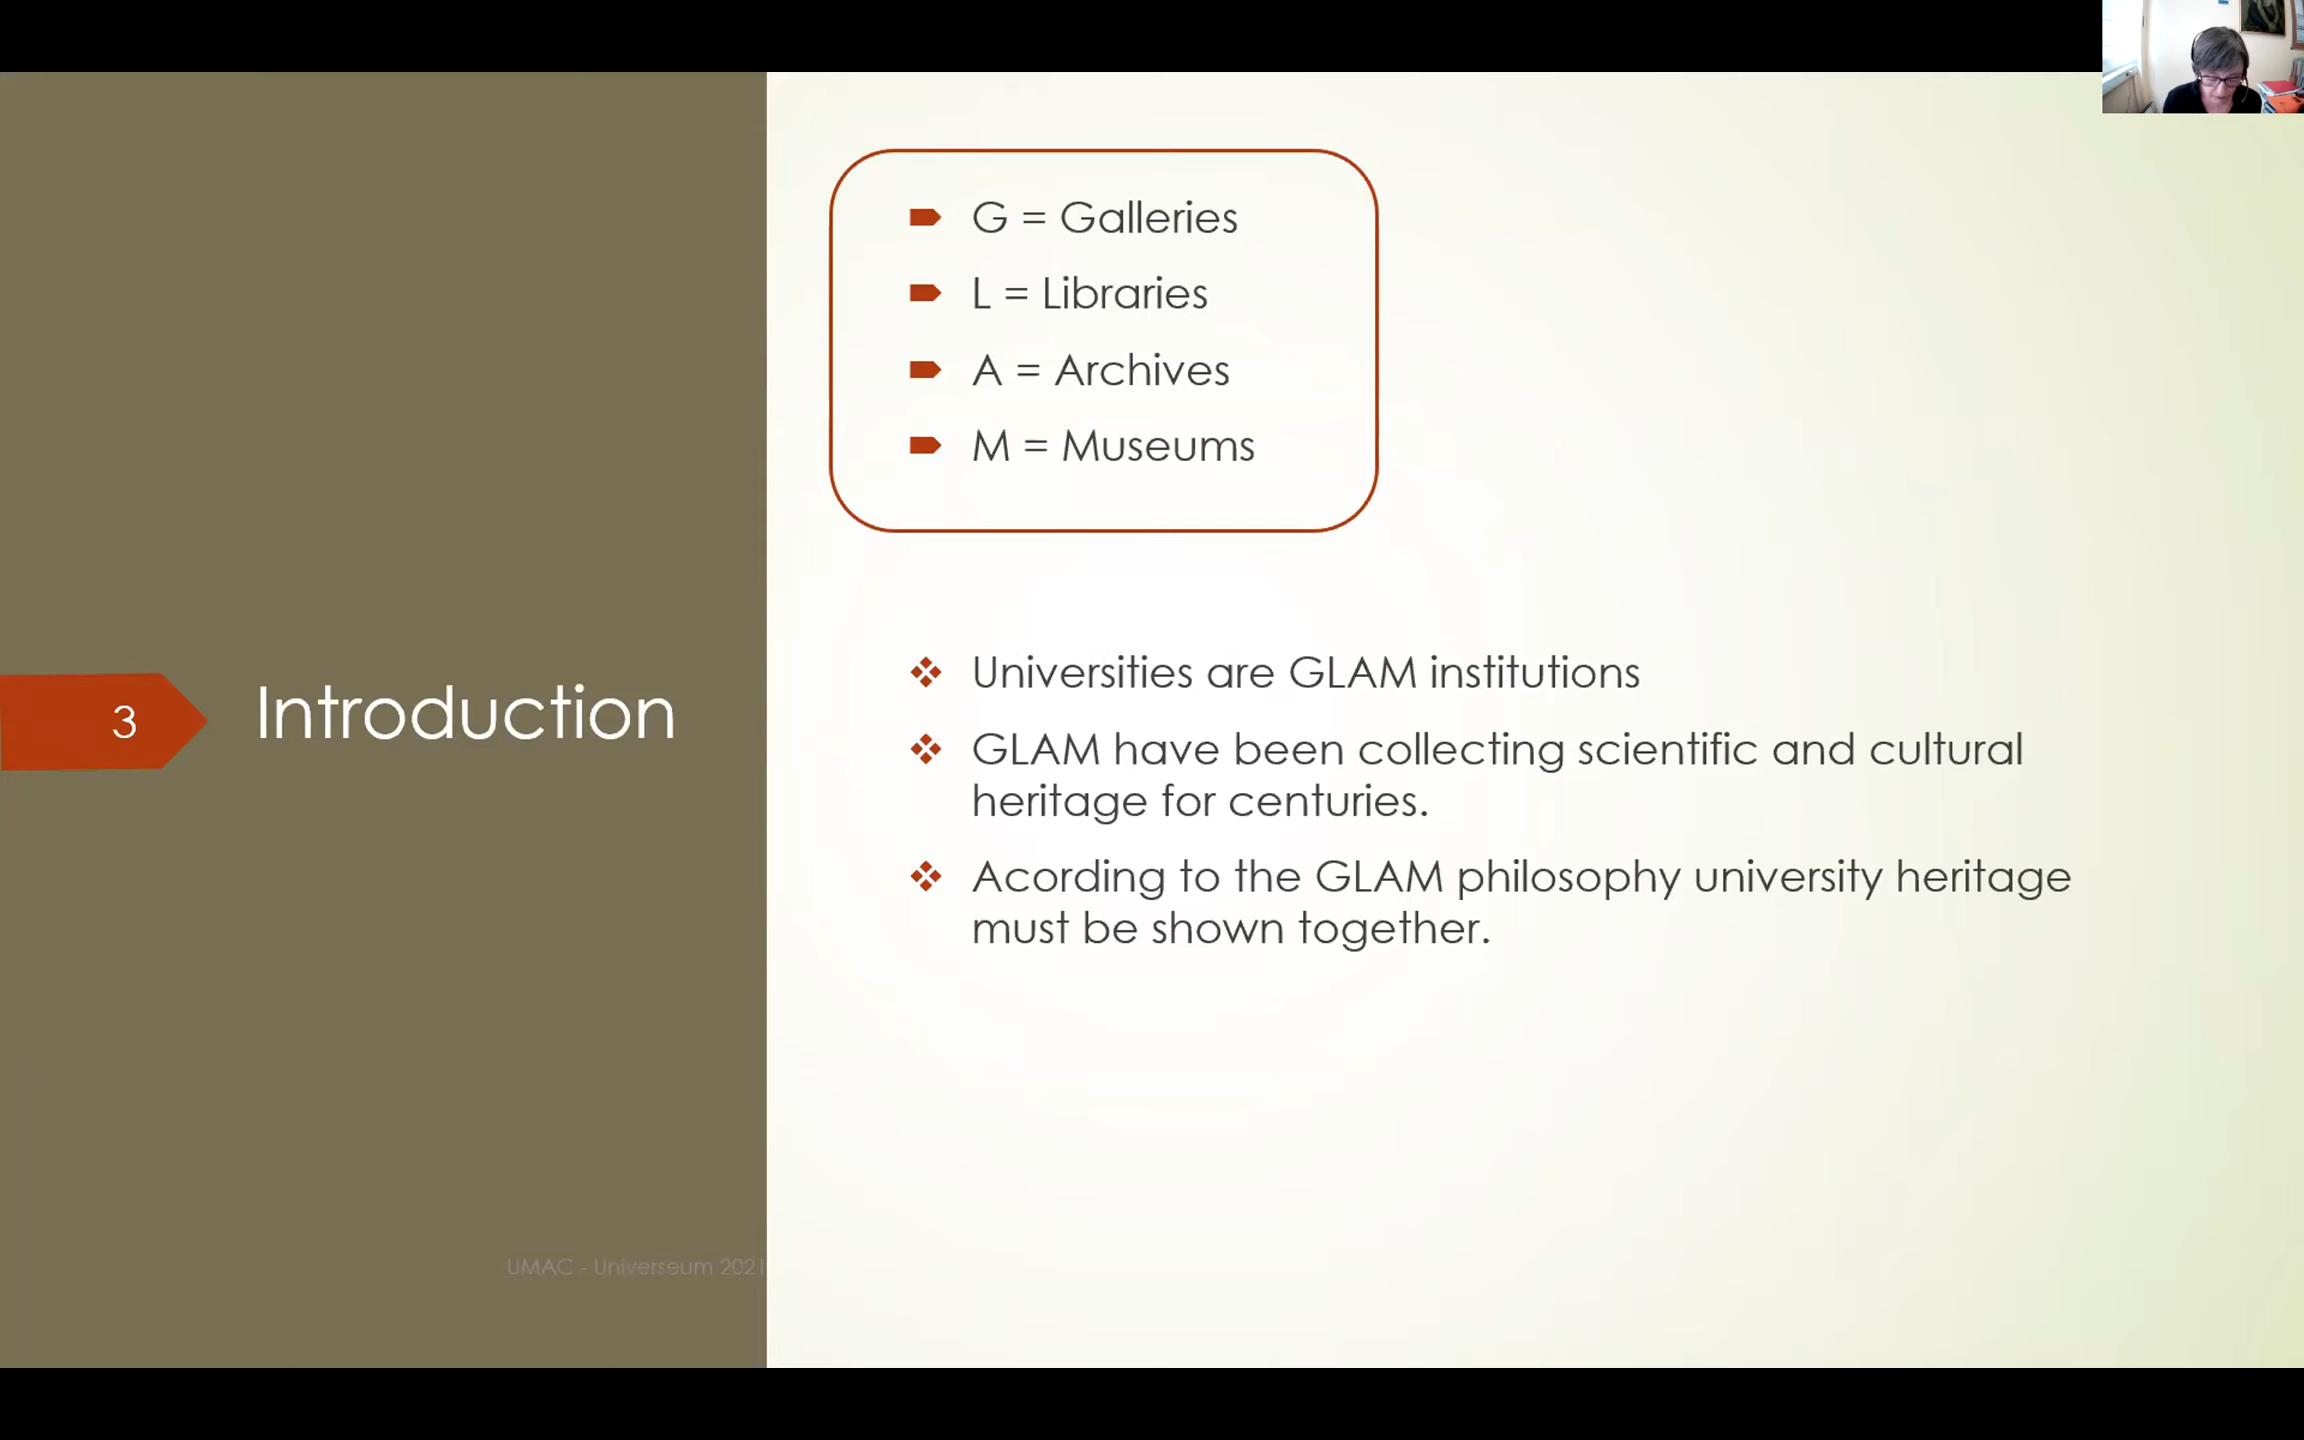 G = Galleries
L = Libraries
A = Archives
M = Museums
3
Introduction
Universities are GLAM institutions
GLAM have been collecting scientific and cultural
heritage for centuries.
Acording to the GLAM philosophy university heritage
must be shown together.
UMAC - Universeum 2021